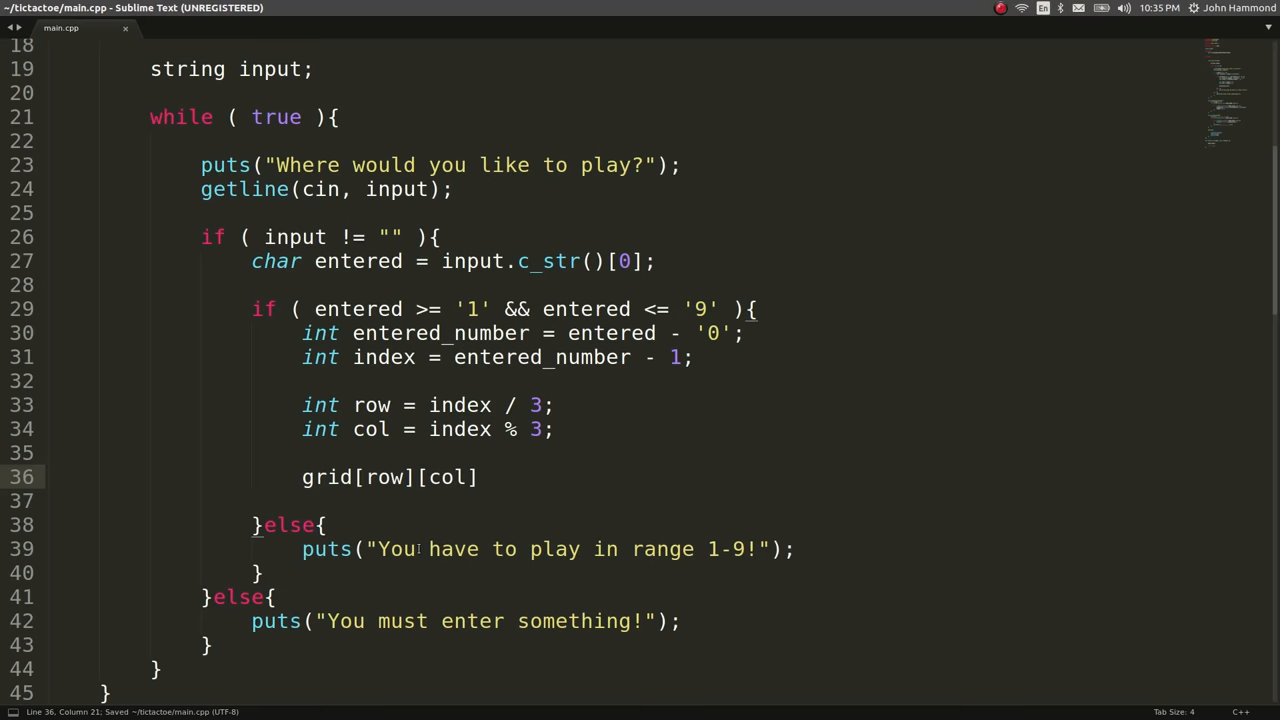 ~/tictactoe/main.cpp - Sublime Text (UNREGISTERED) En 10:35 PM John Hammond
main.cpp ×
18
19 string input;
20
21 while ( true ){
22
23 puts("Where would you like to play?");
24 getline(cin, input);
25
26 if ( input != "" ){
27 char entered = input.c_str()[0];
28
29 if ( entered >= '1' && entered <= '9' ){
30 int entered_number = entered - '0';
31 int index = entered_number - 1;
32
33 int row = index / 3;
34 int col = index % 3;
35
36 grid[row][col]
37
38 }else{
39 puts("You have to play in range 1-9!");
40 }
41 }else{
42 puts("You must enter something!");
43 }
44 }
45 }
Line 36, Column 21; Saved ~/tictactoe/main.cpp (UTF-8) Tab Size: 4 C++